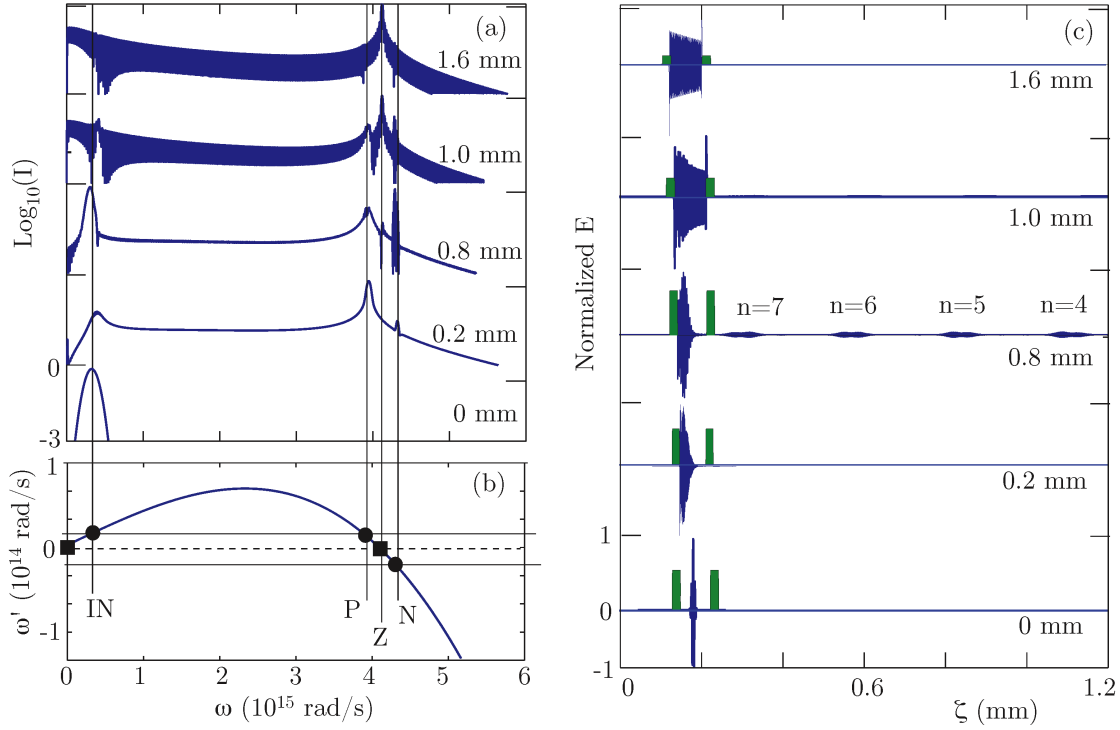 (a)
1.6 mm
1.0 mm
0.8 mm
0.2 mm
0 mm
Log10(I)
0
-3
(b)
1
0
-1
ω' (10^14 rad/s)
IN
P
Z
N
0
1
2
3
4
5
6
ω (10^15 rad/s)
(c)
1.6 mm
1.0 mm
n=7
n=6
n=5
n=4
0.8 mm
0.2 mm
0 mm
Normalized E
1
0
-1
0
0.6
1.2
ζ (mm)